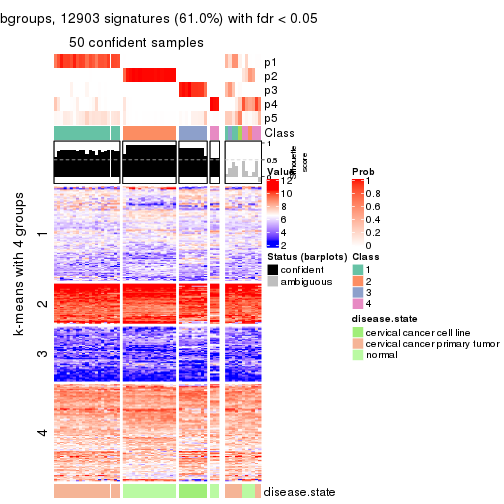 bgroups, 12903 signatures (61.0%) with fdr < 0.05
50 confident samples
p1
p2
p3
p4
p5
Class
1
0.5
0
silhouette
score
Value
12
10
8
6
4
2
Prob
1
0.8
0.6
0.4
0.2
0
Status (barplots)
confident
ambiguous
Class
1
2
3
4
disease.state
cervical cancer cell line
cervical cancer primary tumor
normal
k-means with 4 groups
1
2
3
4
disease.state